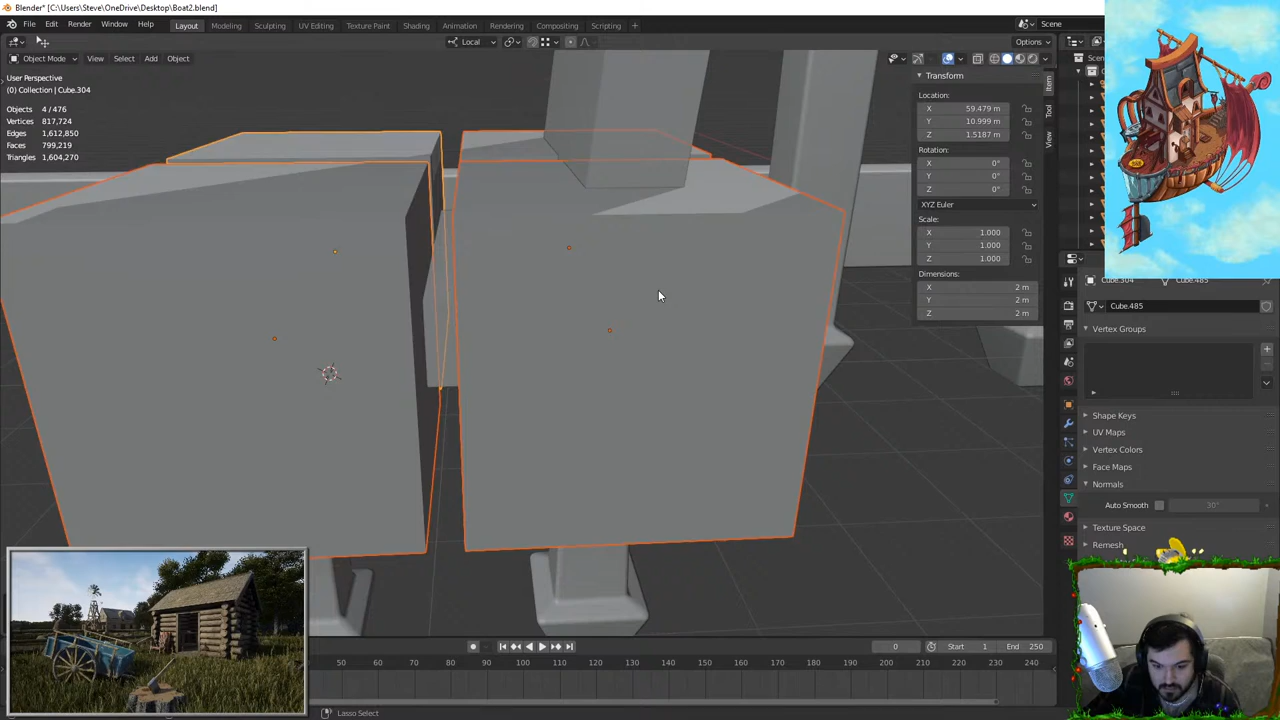 Blender* [C:\Users\Steve\OneDrive\Desktop\Boat2.blend]
File Edit Render Window Help Layout Modeling Sculpting UV Editing Texture Paint Shading Animation Rendering Compositing Scripting + Scene
Local Options
Object Mode View Select Add Object
User Perspective
(0) Collection | Cube.304
Objects 4 / 476
Vertices 817,724
Edges 1,612,850
Faces 799,219
Triangles 1,604,270
Transform
Location:
X 59.479 m
Y 10.999 m
Z 1.5187 m
Rotation:
X 0°
Y 0°
Z 0°
XYZ Euler
Scale:
X 1.000
Y 1.000
Z 1.000
Dimensions:
X 2 m
Y 2 m
Z 2 m
Item
Tool
View
Cube.304 Cube.485
Cube.485
Vertex Groups
Shape Keys
UV Maps
Vertex Colors
Face Maps
Normals
Auto Smooth 30°
Texture Space
Remesh
0 Start 1 End 250
50 60 70 80 90 100 110 120 130 140 150 160 170 180 190 200 210 220 230 240
Lasso Select